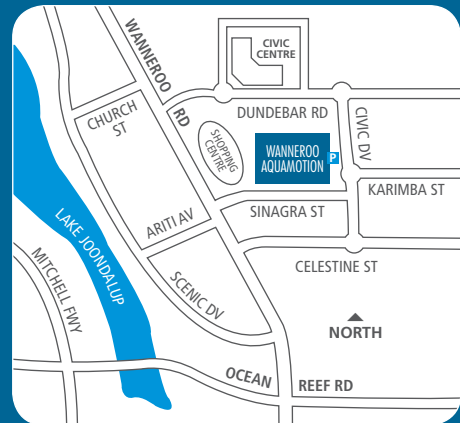 WANNEROO
RD
CIVIC
CENTRE
CHURCH
ST
DUNDEBAR RD
CIVIC DV
SHOPPING
CENTRE
WANNEROO
AQUAMOTION
P
KARIMBA ST
SINAGRA ST
ARITI AV
LAKE JOONDALUP
MITCHELL FWY
SCENIC DV
CELESTINE ST
NORTH
OCEAN
REEF RD